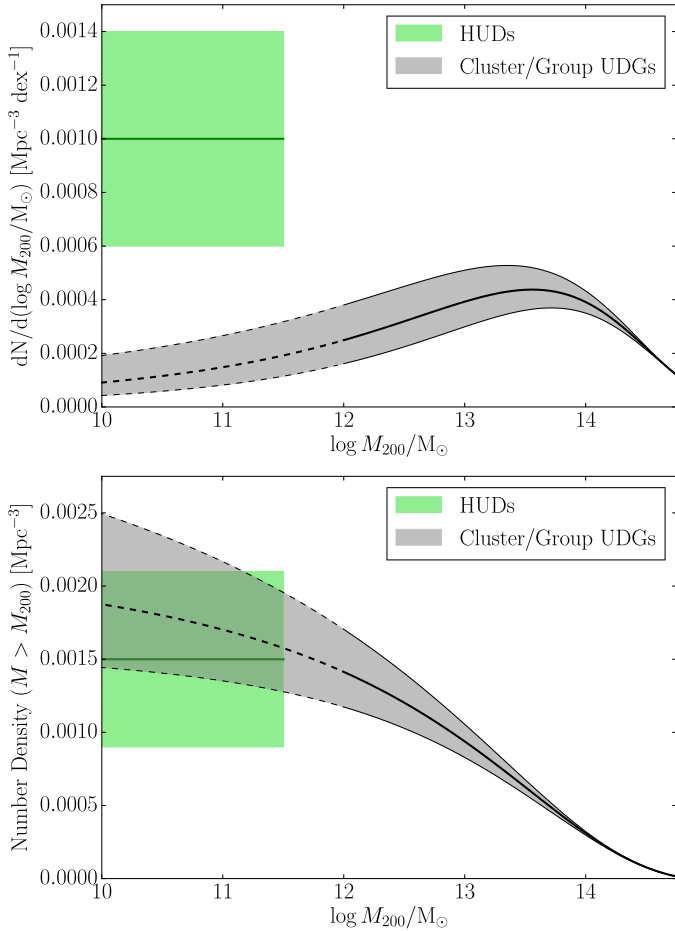 dN/d(log M₂₀₀/M⊙) [Mpc⁻³ dex⁻¹]
0.0014
0.0012
0.0010
0.0008
0.0006
0.0004
0.0002
0.0000
HUDs
Cluster/Group UDGs
10 11 12 13 14
log M₂₀₀/M⊙
Number Density (M > M₂₀₀) [Mpc⁻³]
0.0025
0.0020
0.0015
0.0010
0.0005
0.0000
HUDs
Cluster/Group UDGs
10 11 12 13 14
log M₂₀₀/M⊙